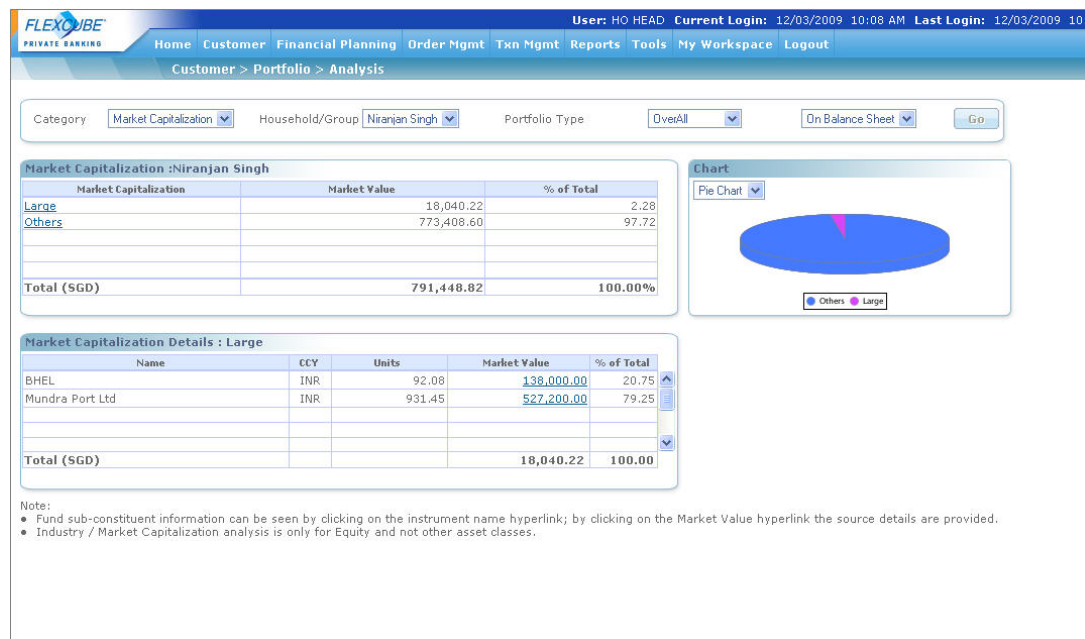 FLEXCUBE
PRIVATE BANKING
User: HO HEAD Current Login: 12/03/2009 10:08 AM Last Login: 12/03/2009 10
Home Customer Financial Planning Order Mgmt Txn Mgmt Reports Tools My Workspace Logout
Customer > Portfolio > Analysis
Category Market Capitalization Household/Group Niranjan Singh Portfolio Type OverAll On Balance Sheet Go
Market Capitalization :Niranjan Singh
Market Capitalization Market Value % of Total
Large 18,040.22 2.28
Others 773,408.60 97.72
Total (SGD) 791,448.82 100.00%
Chart
Pie Chart
Others Large
Market Capitalization Details : Large
Name CCY Units Market Value % of Total
BHEL INR 92.08 138,000.00 20.75
Mundra Port Ltd INR 931.45 527,200.00 79.25
Total (SGD) 18,040.22 100.00
Note:
• Fund sub-constituent information can be seen by clicking on the instrument name hyperlink; by clicking on the Market Value hyperlink the source details are provided.
• Industry / Market Capitalization analysis is only for Equity and not other asset classes.